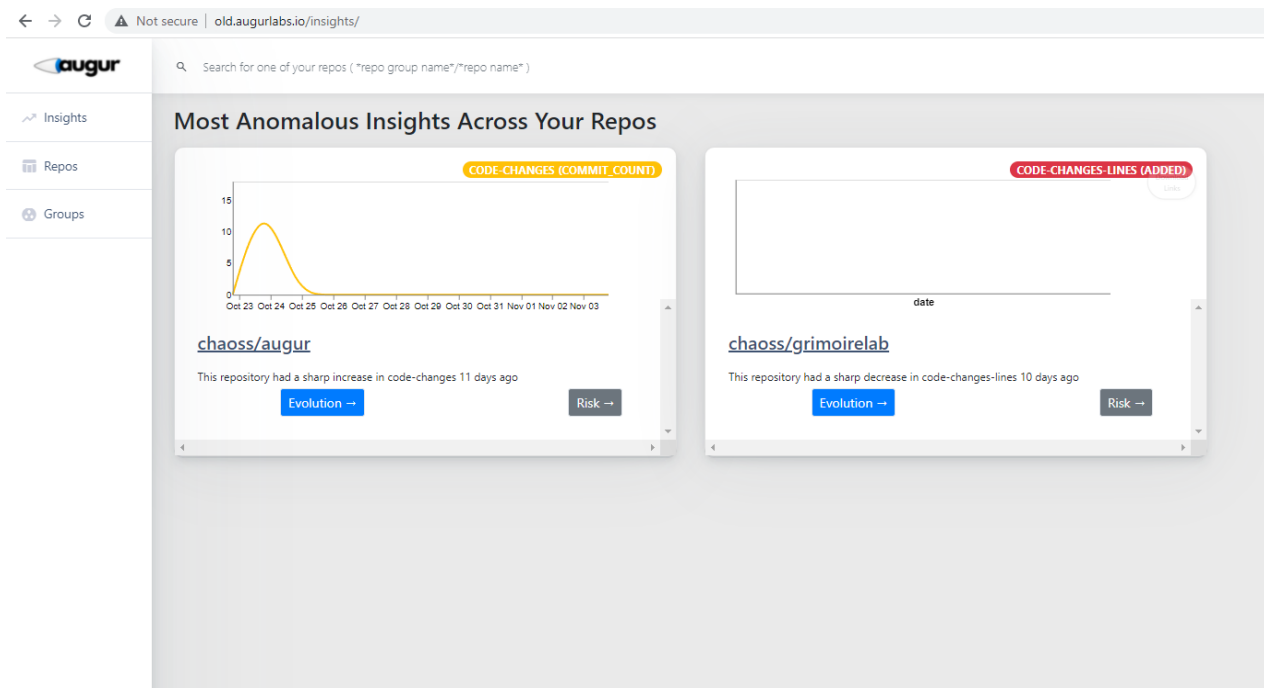 Not secure | old.augurlabs.io/insights/
augur
Search for one of your repos ( *repo group name*/*repo name* )
Insights
Repos
Groups
Most Anomalous Insights Across Your Repos
CODE-CHANGES (COMMIT_COUNT)
15
10
5
0
Oct 23 Oct 24 Oct 25 Oct 26 Oct 27 Oct 28 Oct 29 Oct 30 Oct 31 Nov 01 Nov 02 Nov 03
chaoss/augur
This repository had a sharp increase in code-changes 11 days ago
Evolution → Risk →
CODE-CHANGES-LINES (ADDED)
Lines
date
chaoss/grimoirelab
This repository had a sharp decrease in code-changes-lines 10 days ago
Evolution → Risk →